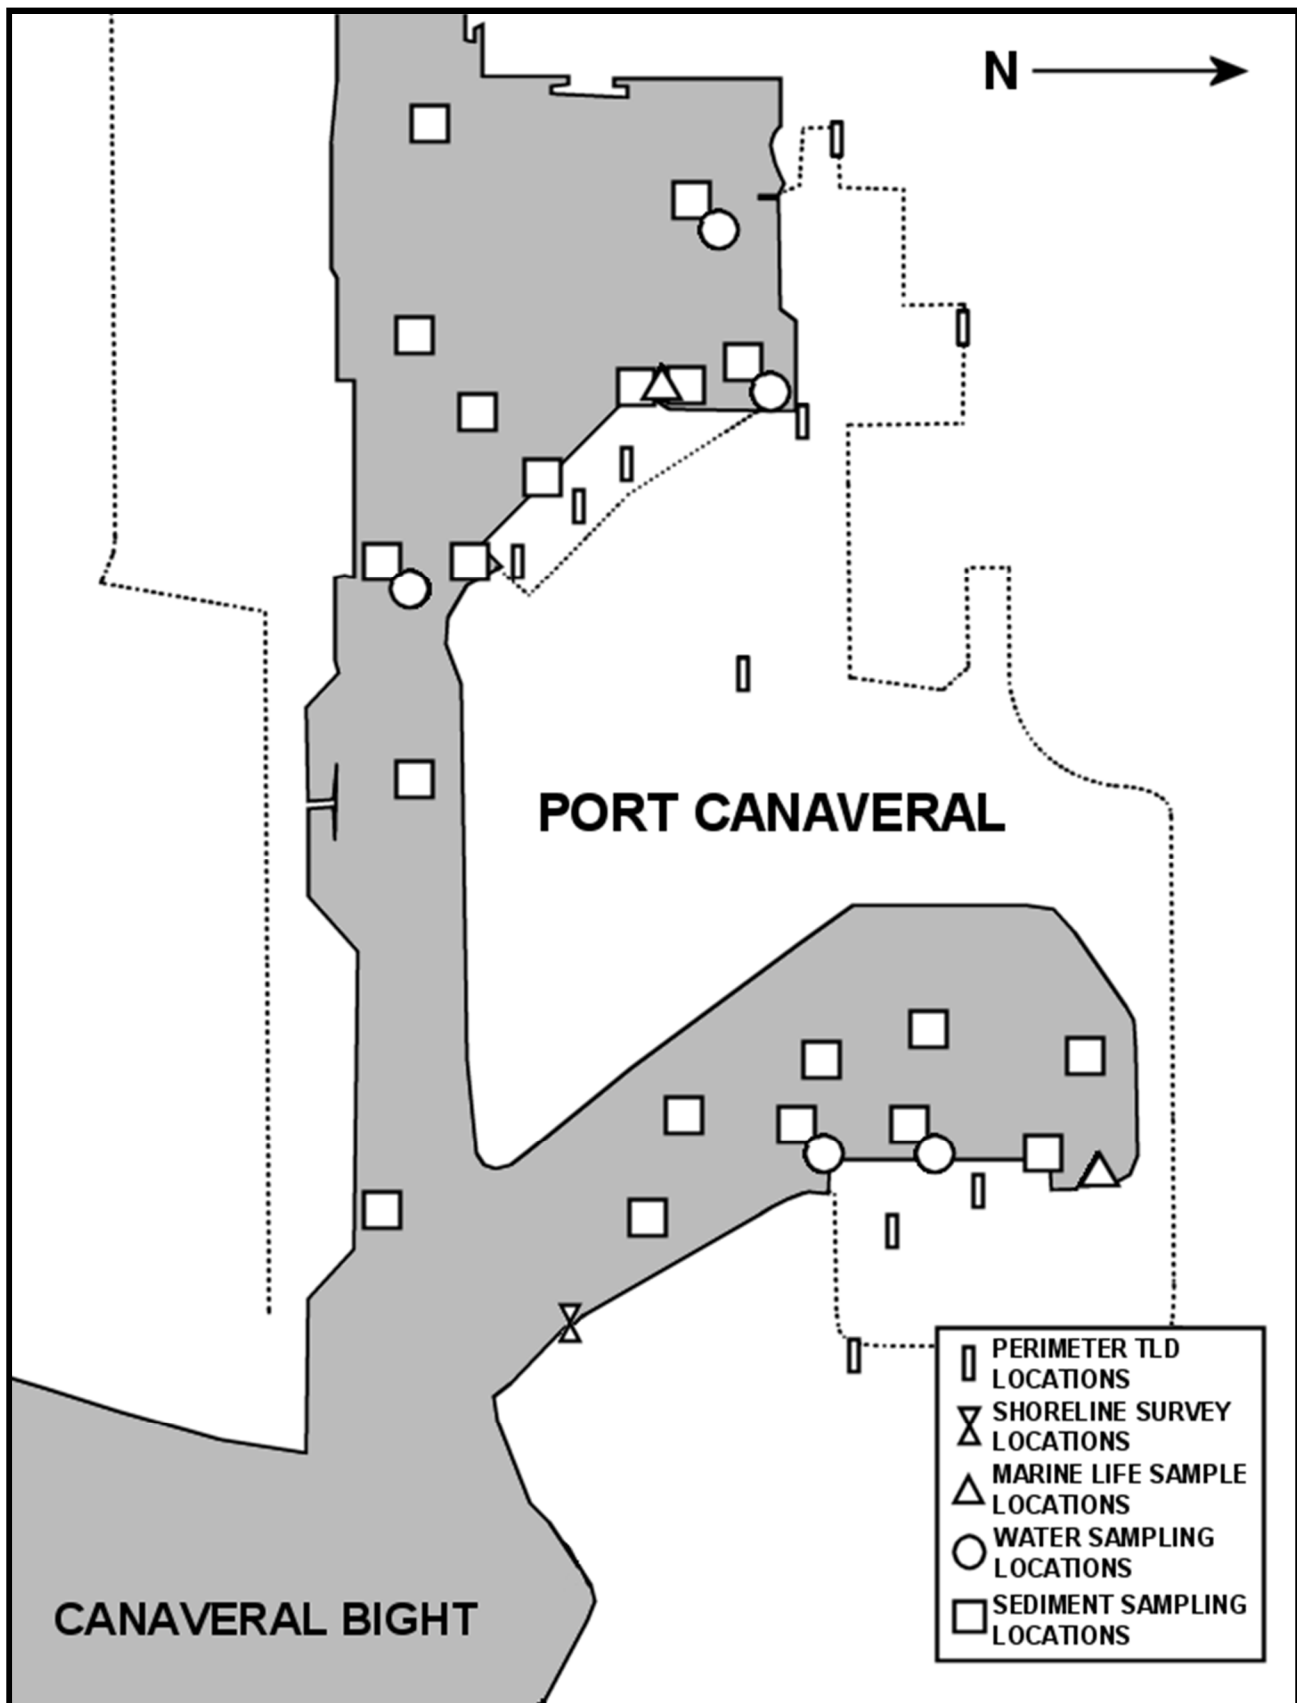 N
PORT CANAVERAL
PERIMETER TLD
LOCATIONS
SHORELINE SURVEY
LOCATIONS
MARINE LIFE SAMPLE
LOCATIONS
WATER SAMPLING
LOCATIONS
SEDIMENT SAMPLING
LOCATIONS
CANAVERAL BIGHT